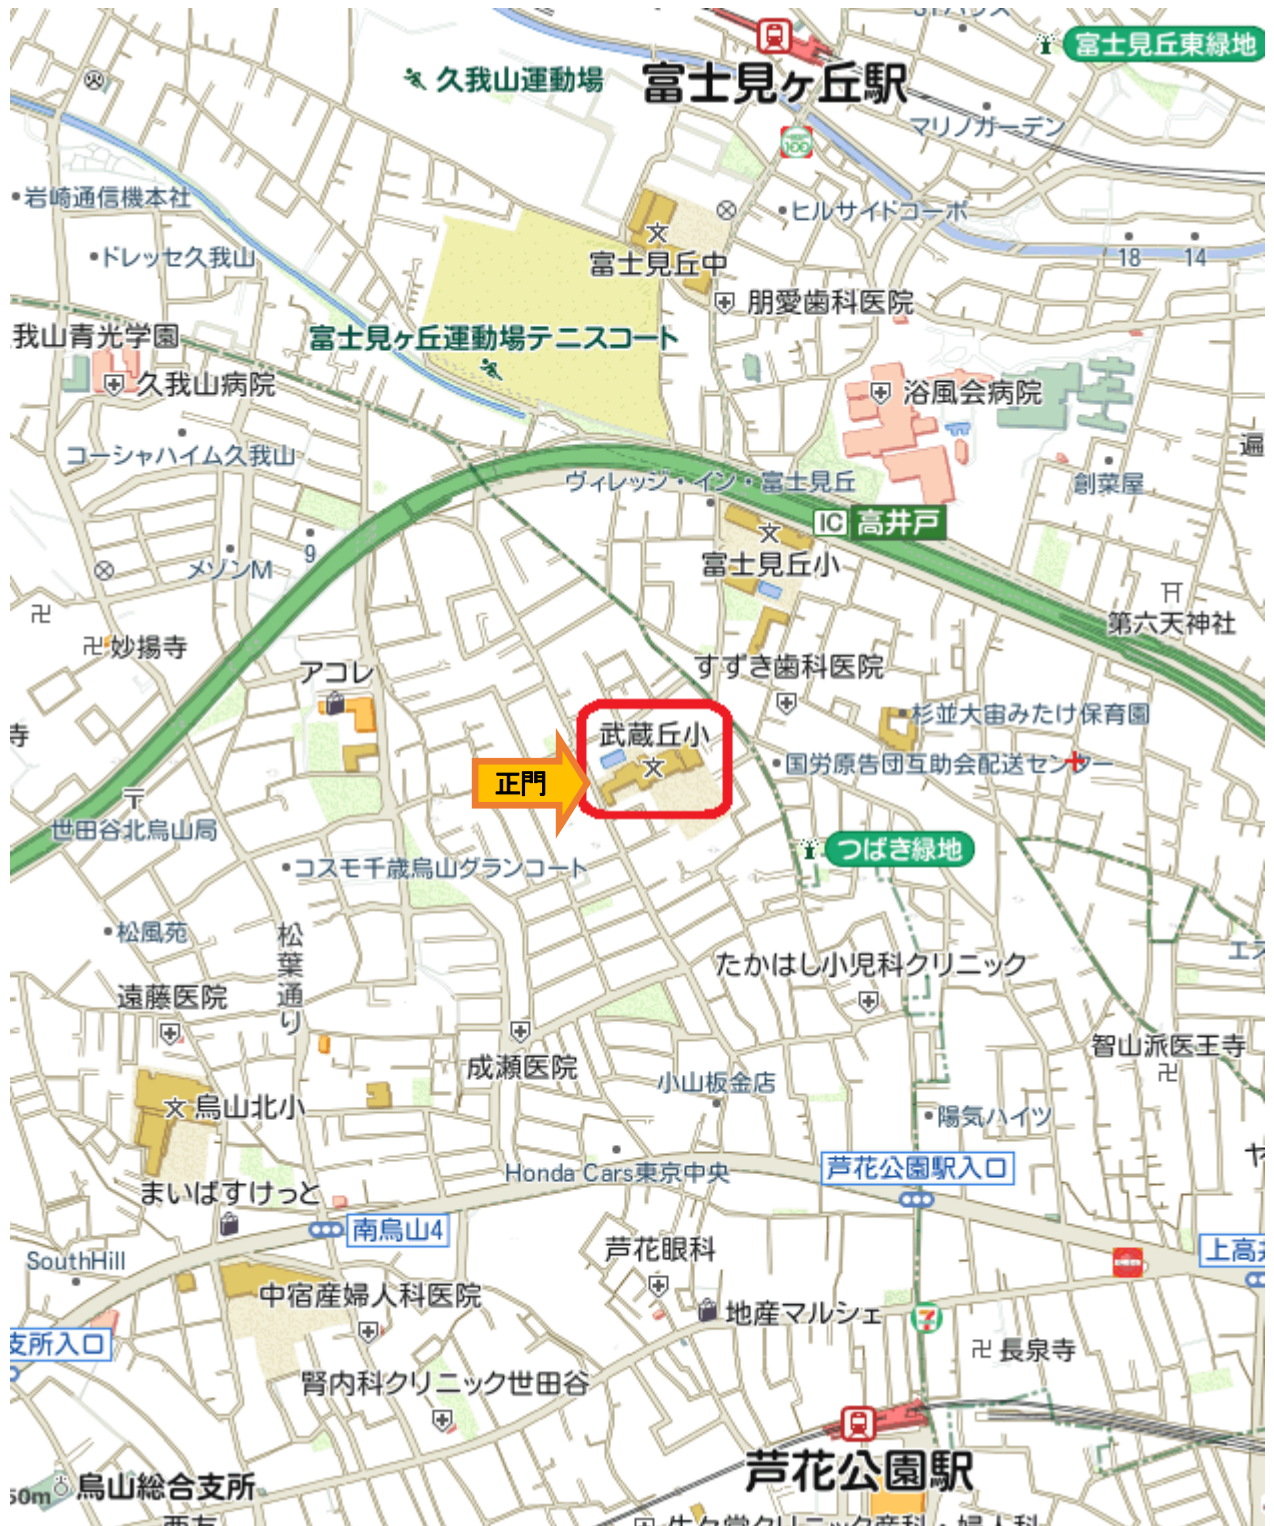 富士見丘東緑地
久我山運動場
富士見ヶ丘駅
マリノガーデン
100
岩崎通信機本社
ヒルサイドコーポ
ドレッセ久我山
富士見丘中
18
14
朋愛歯科医院
我山青光学園
富士見ヶ丘運動場テニスコート
久我山病院
浴風会病院
コーシャハイム久我山
遍
ヴィレッジ・イン・富士見丘
創菜屋
IC 高井戸
9
メゾンM
富士見丘小
第六天神社
妙揚寺
アコレ
すずき歯科医院
寺
武蔵丘小
杉並大宙みたけ保育園
国労原告団互助会配送センター
正門
世田谷北烏山局
つばき緑地
コスモ千歳烏山グランコート
松風苑
松葉通り
エス
たかはし小児科クリニック
遠藤医院
智山派医王寺
成瀬医院
小山板金店
烏山北小
陽気ハイツ
Honda Cars東京中央
芦花公園駅入口
ヤ
まいばすけっと
南烏山4
芦花眼科
上高井
SouthHill
中宿産婦人科医院
地産マルシェ
支所入口
長泉寺
腎内科クリニック世田谷
芦花公園駅
50m
烏山総合支所
西友